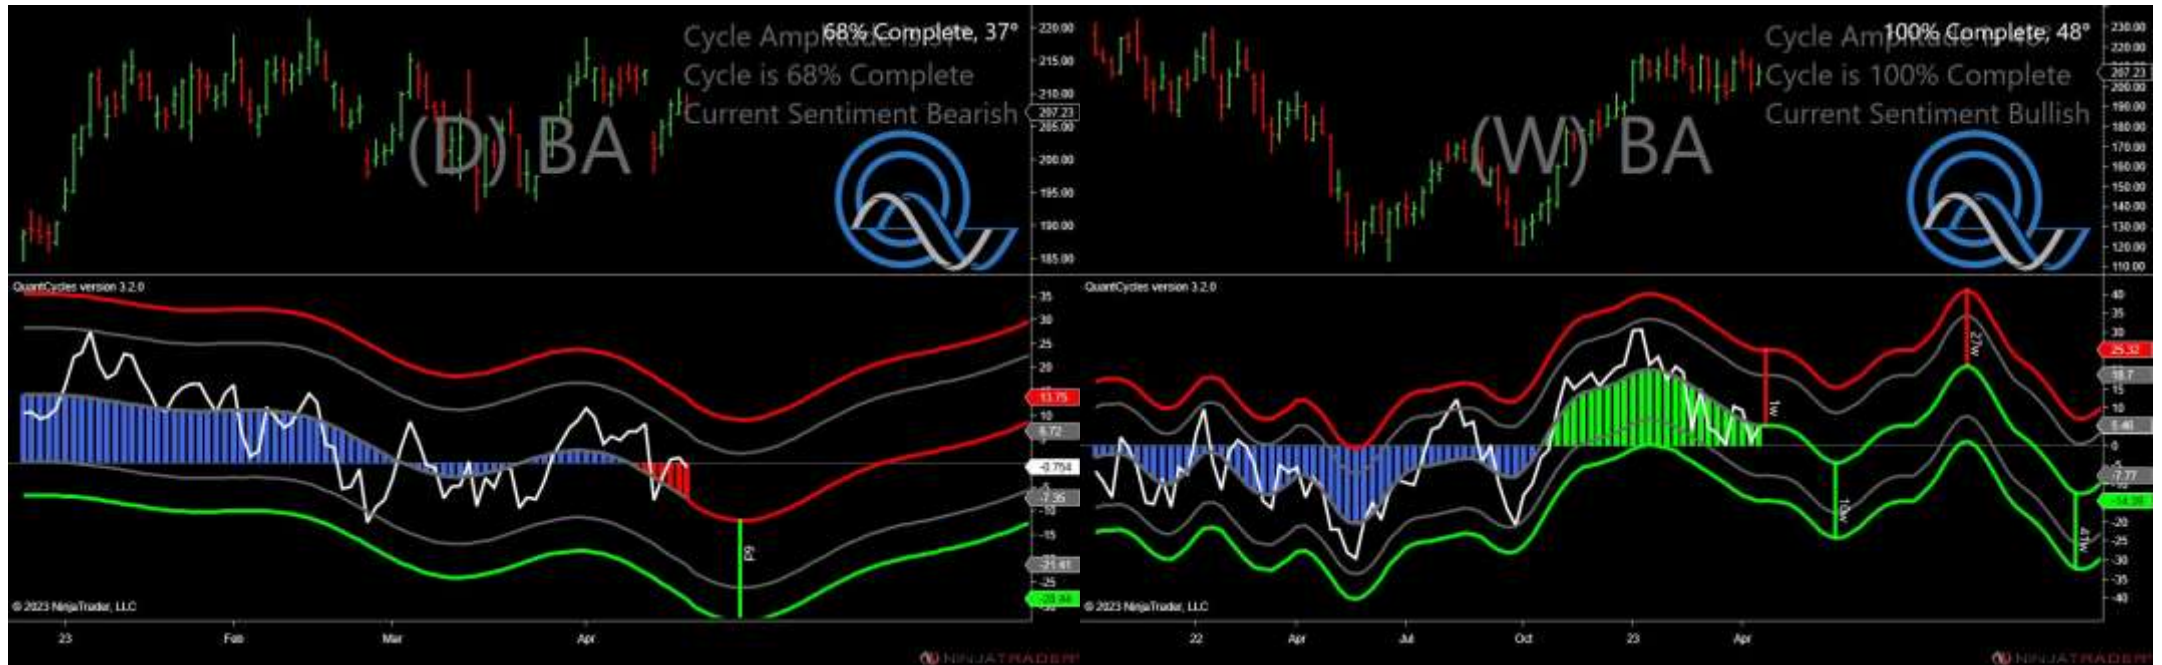 68% Complete, 37°
Cycle is 68% Complete
Current Sentiment Bearish
(D) BA
220.00
215.00
210.00
207.23
205.00
200.00
195.00
190.00
185.00
QuantCycles version 3.2.0
35
30
25
20
13.75
10
6.72
-0.754
-7.35
-10
-15
-21.41
-25
© 2023 NinjaTrader, LLC
23
Feb
Mar
Apr
6d
NINJATRADER
100% Complete, 48°
Cycle is 100% Complete
Current Sentiment Bullish
(W) BA
230.00
220.00
207.23
200.00
190.00
180.00
170.00
160.00
150.00
140.00
130.00
120.00
110.00
QuantCycles version 3.2.0
40
35
30
25.32
18.7
15
10
5.46
0
-7.77
-20
-25
-30
-35
-40
1w
27w
41w
© 2023 NinjaTrader, LLC
22
Apr
Jul
Oct
23
Apr
NINJATRADER